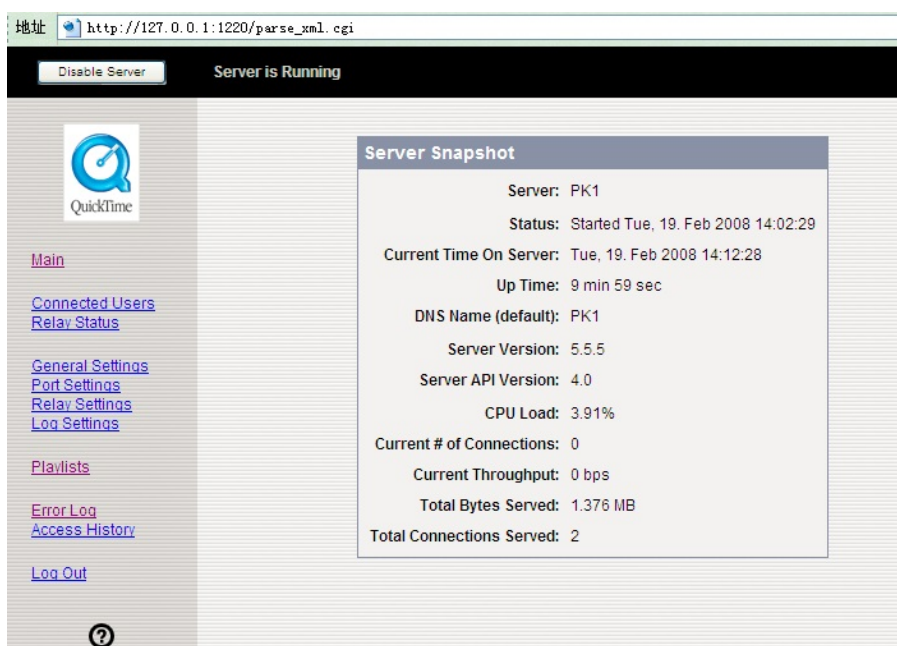 地址 http://127.0.0.1:1220/parse_xml.cgi
Disable Server Server is Running
QuickTime
Main
Connected Users
Relay Status
General Settings
Port Settings
Relay Settings
Log Settings
Playlists
Error Log
Access History
Log Out
?
Server Snapshot
Server: PK1
Status: Started Tue, 19. Feb 2008 14:02:29
Current Time On Server: Tue, 19. Feb 2008 14:12:28
Up Time: 9 min 59 sec
DNS Name (default): PK1
Server Version: 5.5.5
Server API Version: 4.0
CPU Load: 3.91%
Current # of Connections: 0
Current Throughput: 0 bps
Total Bytes Served: 1.376 MB
Total Connections Served: 2